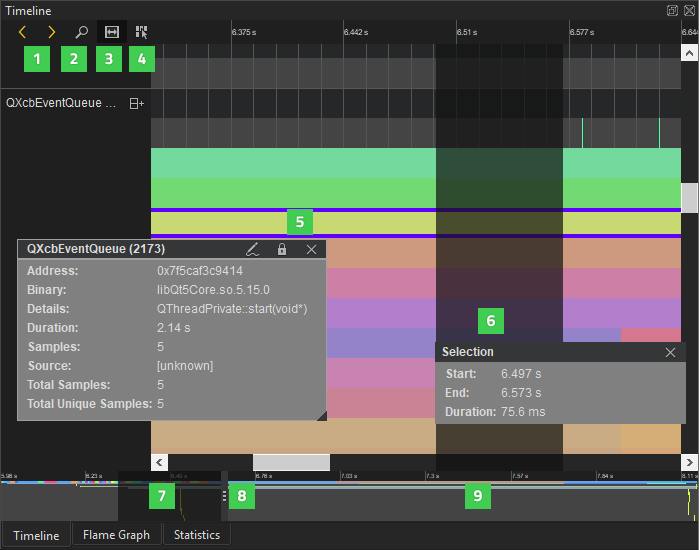 Timeline
6.375 s 6.442 s 6.51 s 6.577 s 6.644
1 2 3 4
QXcbEventQueue ...
5
QXcbEventQueue (2173)
Address: 0x7f5caf3c9414
Binary: libQt5Core.so.5.15.0
Details: QThreadPrivate::start(void*)
Duration: 2.14 s
Samples: 5
Source: [unknown]
Total Samples: 5
Total Unique Samples: 5
6
Selection
Start: 6.497 s
End: 6.573 s
Duration: 75.6 ms
5.96 s 6.23 s 6.49 s 6.76 s 7.03 s 7.3 s 7.57 s 7.84 s 8.11 s
7 8 9
Timeline Flame Graph Statistics